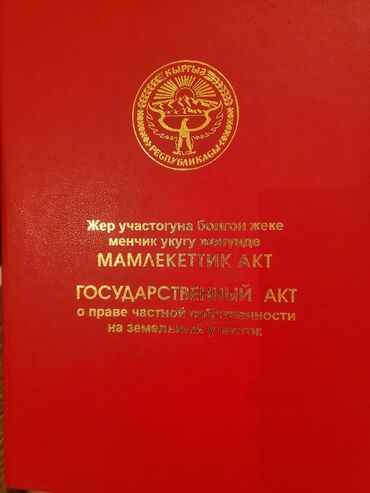 КЫРГЫЗ
РЕСПУБЛИКАСЫ
Жер участогуна болгон жеке
менчик укугу жөнүндө
МАМЛЕКЕТТИК АКТ
ГОСУДАРСТВЕННЫЙ АКТ
о праве частной собственности
на земельный участок